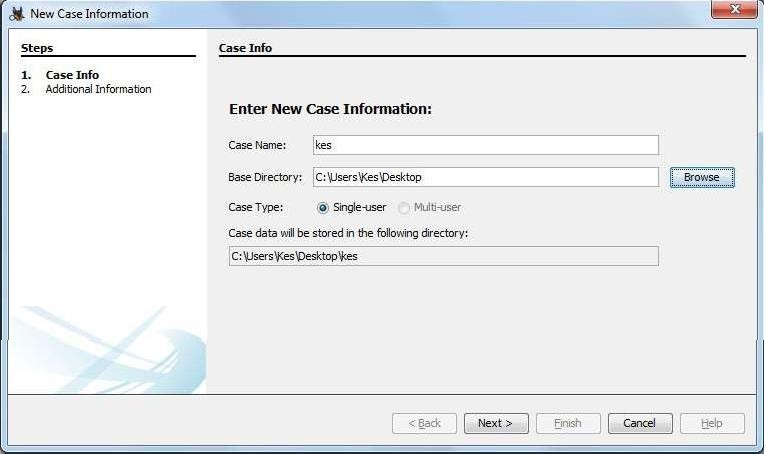 New Case Information
Steps
1. Case Info
2. Additional Information
Case Info
Enter New Case Information:
Case Name: kes
Base Directory: C:\Users\Kes\Desktop Browse
Case Type: Single-user Multi-user
Case data will be stored in the following directory:
C:\Users\Kes\Desktop\kes
< Back Next > Finish Cancel Help